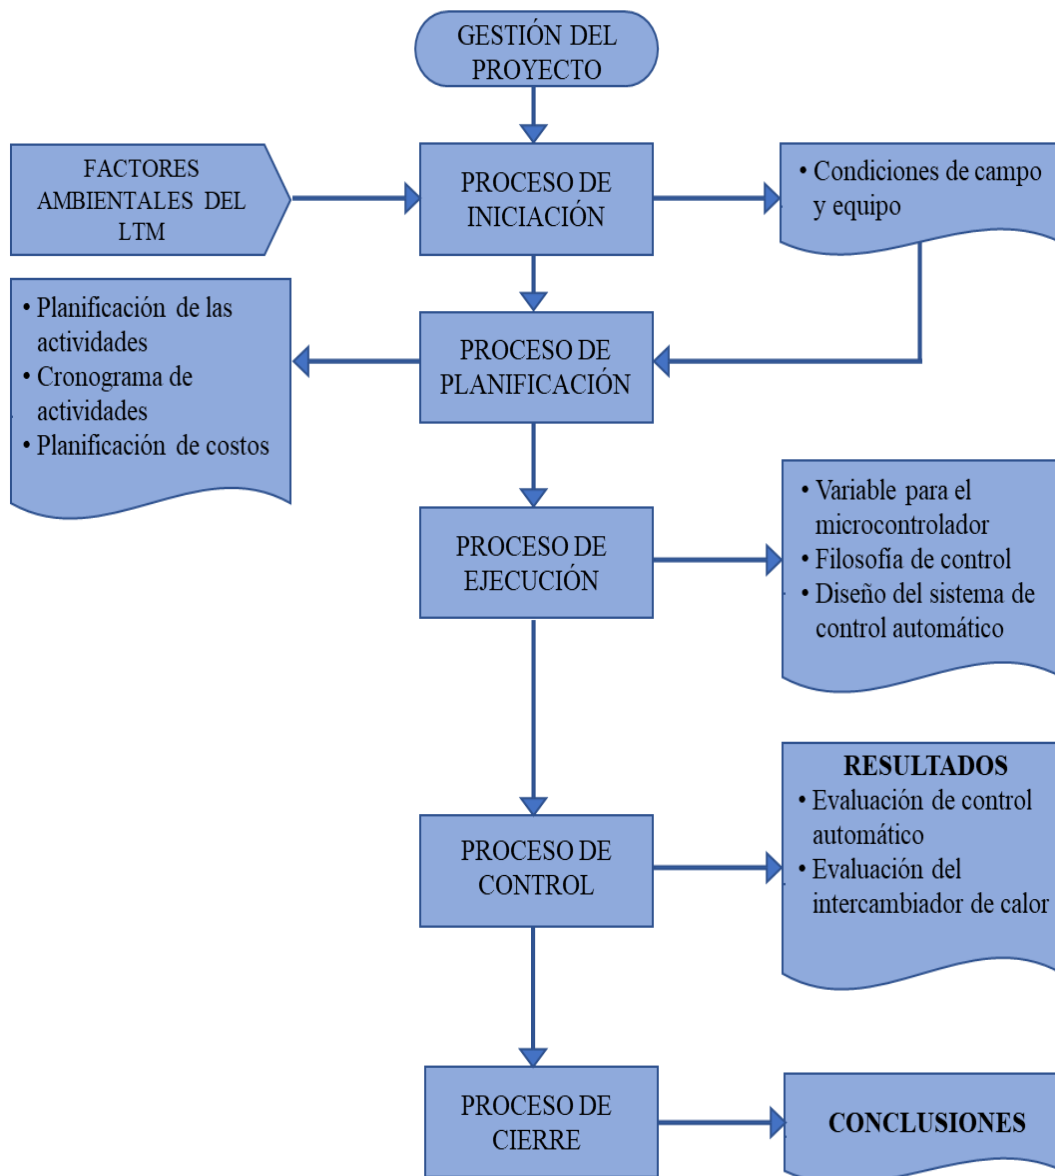 GESTIÓN DEL
PROYECTO
FACTORES
AMBIENTALES DEL
LTM
PROCESO DE
INICIACIÓN
• Condiciones de campo
y equipo
• Planificación de las
actividades
• Cronograma de
actividades
• Planificación de costos
PROCESO DE
PLANIFICACIÓN
PROCESO DE
EJECUCIÓN
• Variable para el
microcontrolador
• Filosofía de control
• Diseño del sistema de
control automático
PROCESO DE
CONTROL
RESULTADOS
• Evaluación de control
automático
• Evaluación del
intercambiador de calor
PROCESO DE
CIERRE
CONCLUSIONES